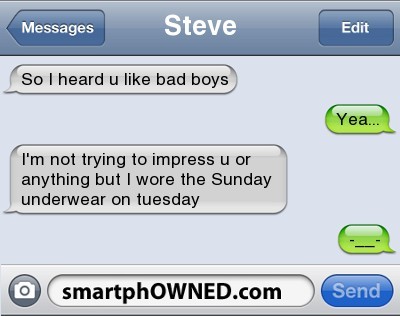 Messages
Steve
Edit
So I heard u like bad boys
Yea...
I'm not trying to impress u or
anything but I wore the Sunday
underwear on tuesday
-__-
smartphOWNED.com
Send